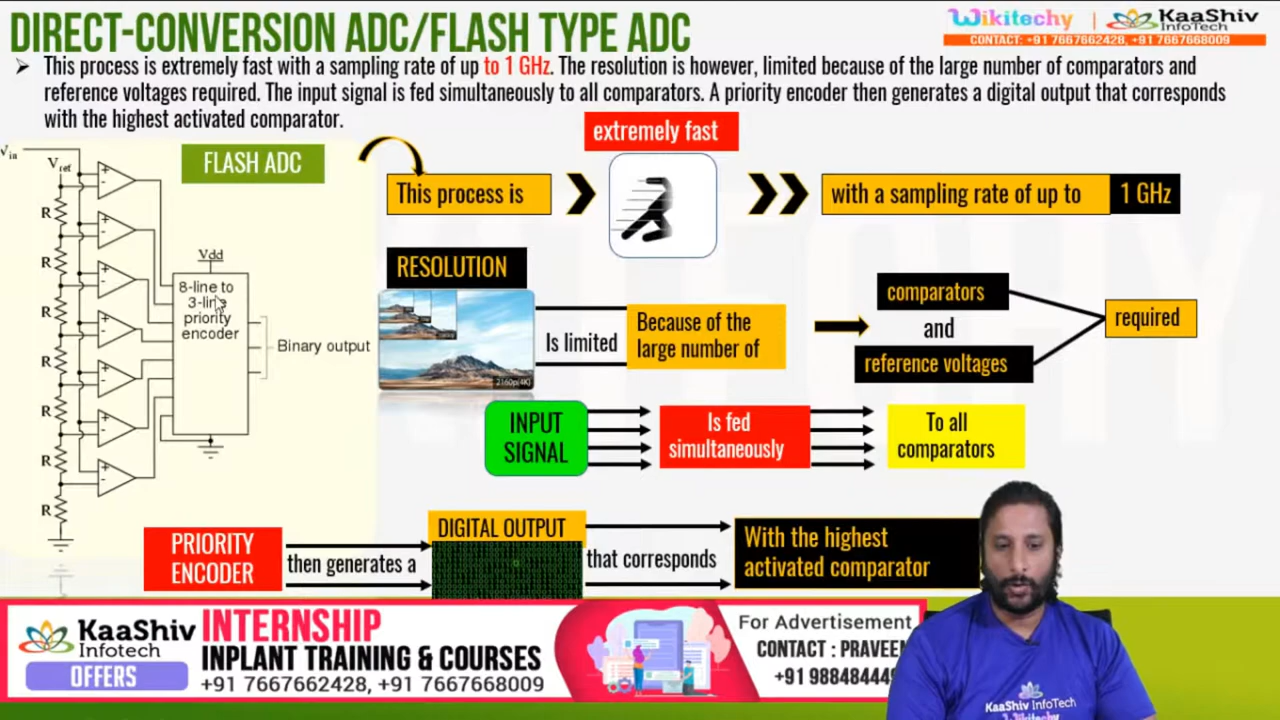 DIRECT-CONVERSION ADC/FLASH TYPE ADC
Wikitechy
KaaShiv
InfoTech
CONTACT: +91 7667662428, +91 7667668009
➤ This process is extremely fast with a sampling rate of up to 1 GHz. The resolution is however, limited because of the large number of comparators and
reference voltages required. The input signal is fed simultaneously to all comparators. A priority encoder then generates a digital output that corresponds
with the highest activated comparator.
extremely fast
Vin
Vref
FLASH ADC
This process is
with a sampling rate of up to
1 GHz
R
R
R
R
R
R
R
+
-
+
-
+
-
+
-
+
-
+
-
+
-
Vdd
8-line to
3-line
priority
encoder
Binary output
RESOLUTION
2160p(4K)
Is limited
Because of the
large number of
comparators
and
reference voltages
required
INPUT
SIGNAL
Is fed
simultaneously
To all
comparators
PRIORITY
ENCODER
then generates a
DIGITAL OUTPUT
that corresponds
With the highest
activated comparator
KaaShiv
Infotech
OFFERS
INTERNSHIP
INPLANT TRAINING & COURSES
+91 7667662428, +91 7667668009
For Advertisement
CONTACT : PRAVEEN
+91 988484449
KaaShiv InfoTech
Wikitechy